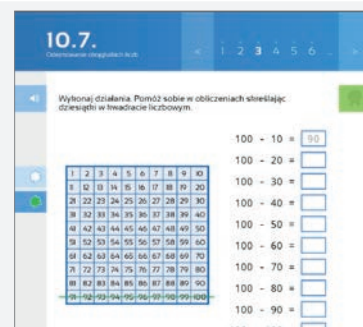 10.7.
Odejmowanie okrągłych liczb
1 2 3 4 5 6
Wykonaj działania. Pomóż sobie w obliczeniach skreślając
dziesiątki w kwadracie liczbowym.
1 2 3 4 5 6 7 8 9 10
11 12 13 14 15 16 17 18 19 20
21 22 23 24 25 26 27 28 29 30
31 32 33 34 35 36 37 38 39 40
41 42 43 44 45 46 47 48 49 50
51 52 53 54 55 56 57 58 59 60
61 62 63 64 65 66 67 68 69 70
71 72 73 74 75 76 77 78 79 80
81 82 83 84 85 86 87 88 89 90
91 92 93 94 95 96 97 98 99 100
100 - 10 = 90
100 - 20 =
100 - 30 =
100 - 40 =
100 - 50 =
100 - 60 =
100 - 70 =
100 - 80 =
100 - 90 =